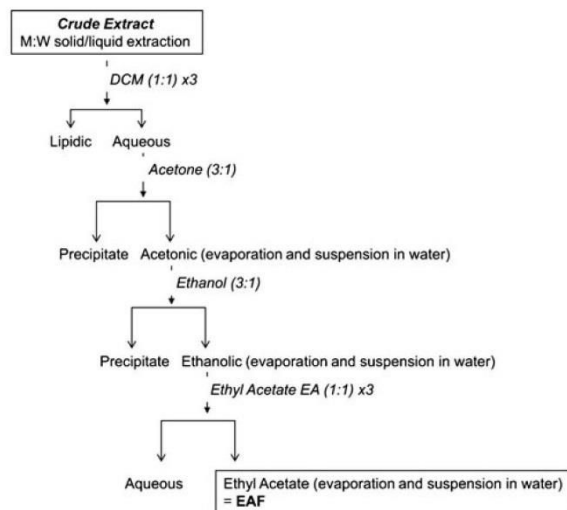 Crude Extract
M:W solid/liquid extraction
DCM (1:1) x3
Lipidic Aqueous
Acetone (3:1)
Precipitate Acetonic (evaporation and suspension in water)
Ethanol (3:1)
Precipitate Ethanolic (evaporation and suspension in water)
Ethyl Acetate EA (1:1) x3
Aqueous Ethyl Acetate (evaporation and suspension in water)
= EAF